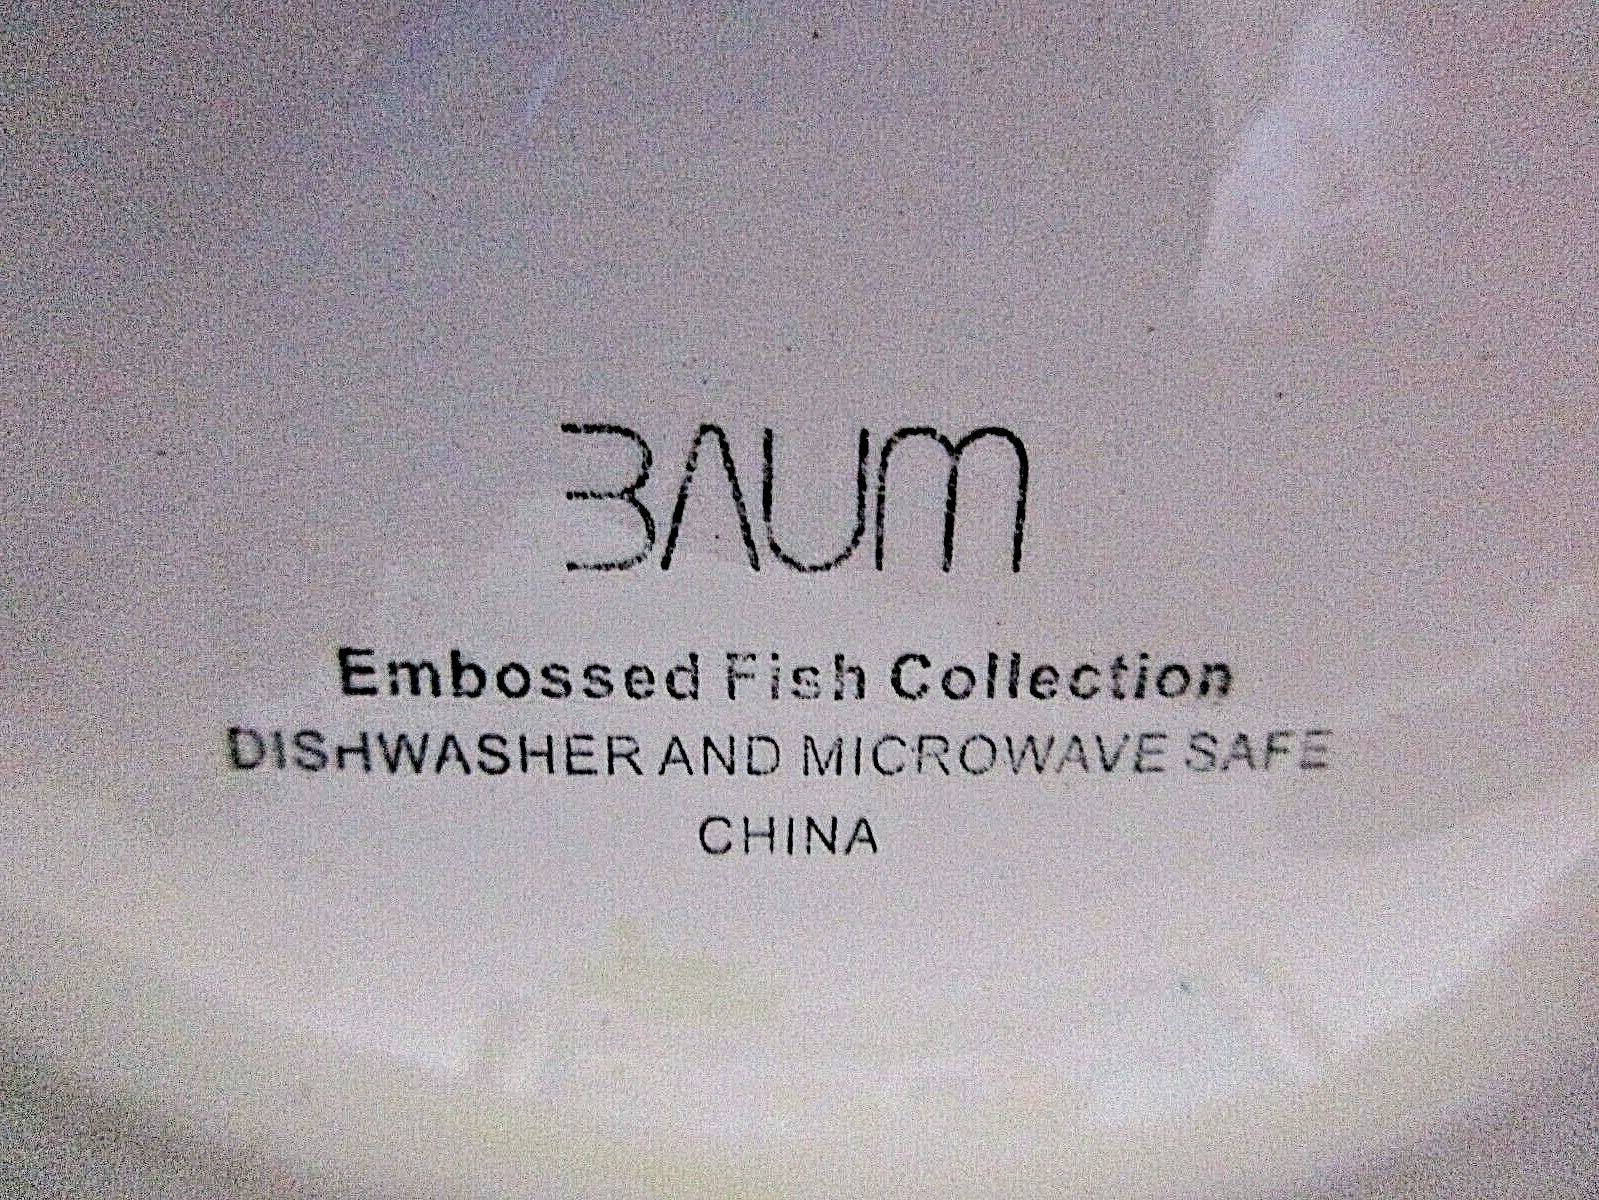 BAUM
Embossed Fish Collection
DISHWASHER AND MICROWAVE SAFE
CHINA